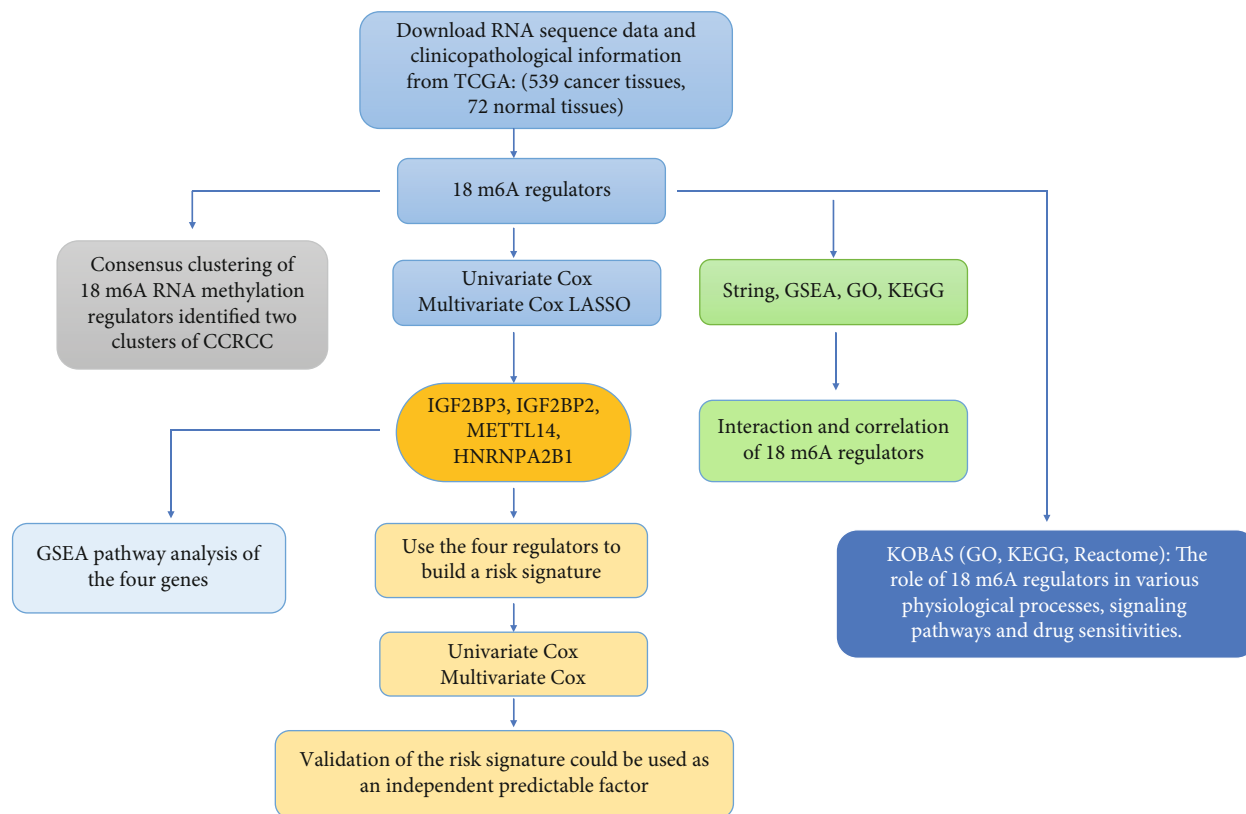 Download RNA sequence data and
clinicopathological information
from TCGA: (539 cancer tissues,
72 normal tissues)
18 m6A regulators
Consensus clustering of
18 m6A RNA methylation
regulators identified two
clusters of CCRCC
Univariate Cox
Multivariate Cox LASSO
String, GSEA, GO, KEGG
IGF2BP3, IGF2BP2,
METTL14,
HNRNPA2B1
Interaction and correlation
of 18 m6A regulators
GSEA pathway analysis of
the four genes
Use the four regulators to
build a risk signature
KOBAS (GO, KEGG, Reactome): The
role of 18 m6A regulators in various
physiological processes, signaling
pathways and drug sensitivities.
Univariate Cox
Multivariate Cox
Validation of the risk signature could be used as
an independent predictable factor